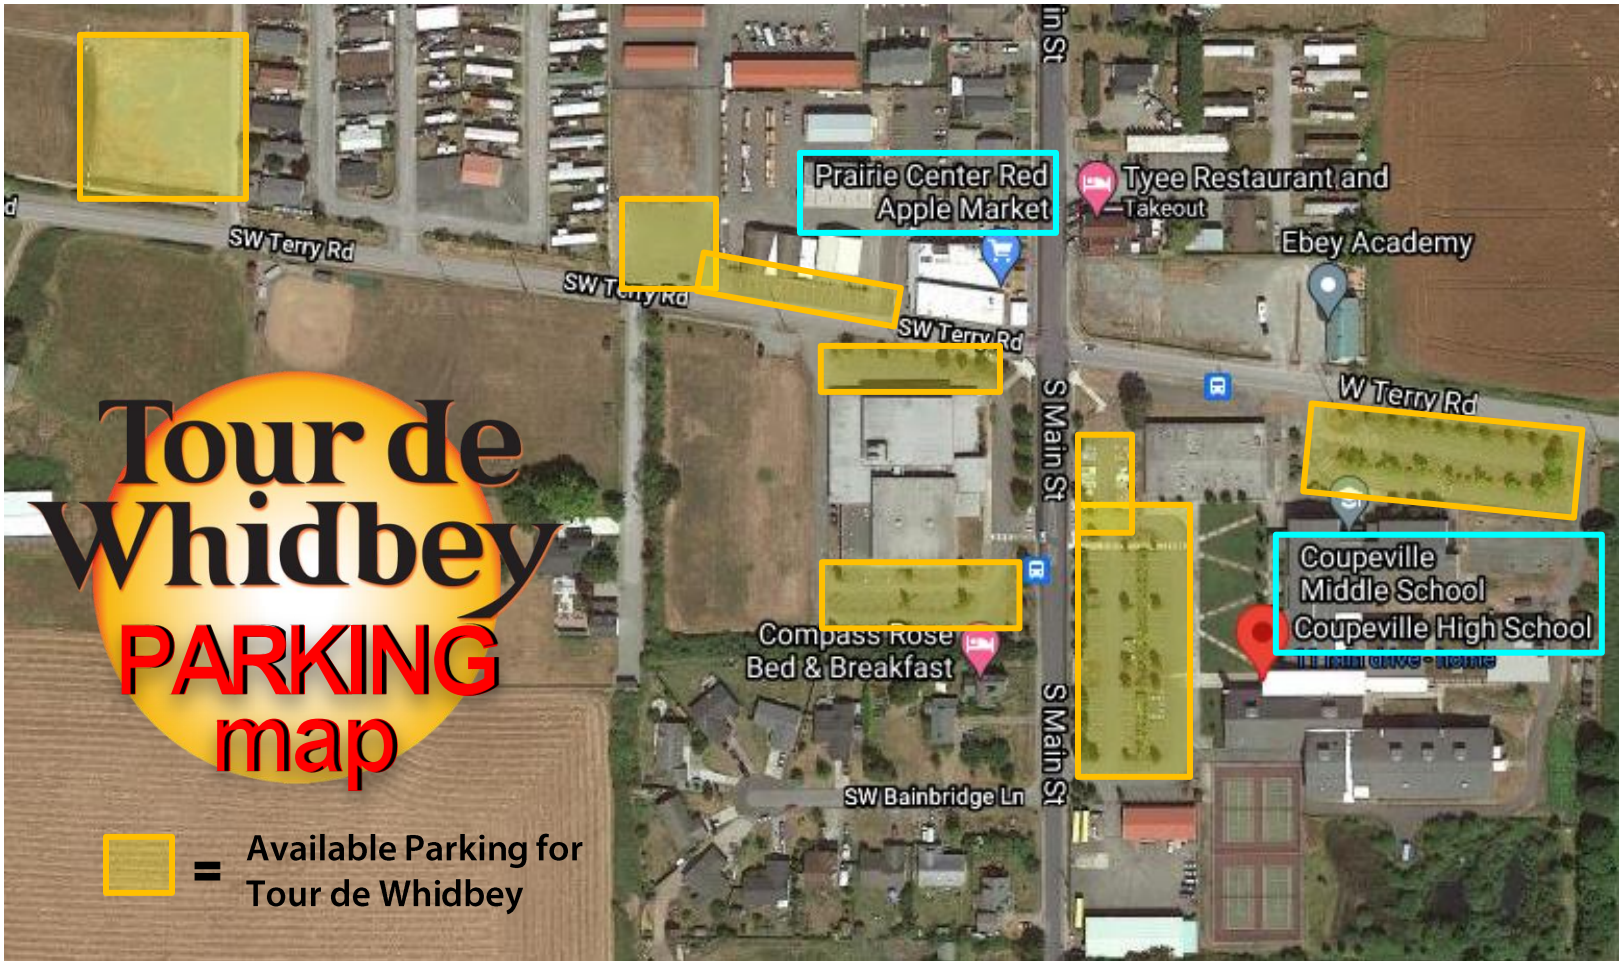 in St
Prairie Center Red
Apple Market
Tyee Restaurant and
Takeout
d
SW Terry Rd
Ebey Academy
SW Terry Rd
SW Terry Rd
W Terry Rd
S Main St
Tour de
Whidbey
PARKING
map
Coupeville
Middle School
Coupeville High School
Compass Rose
Bed & Breakfast
S Main St
SW Bainbridge Ln
= Available Parking for
Tour de Whidbey